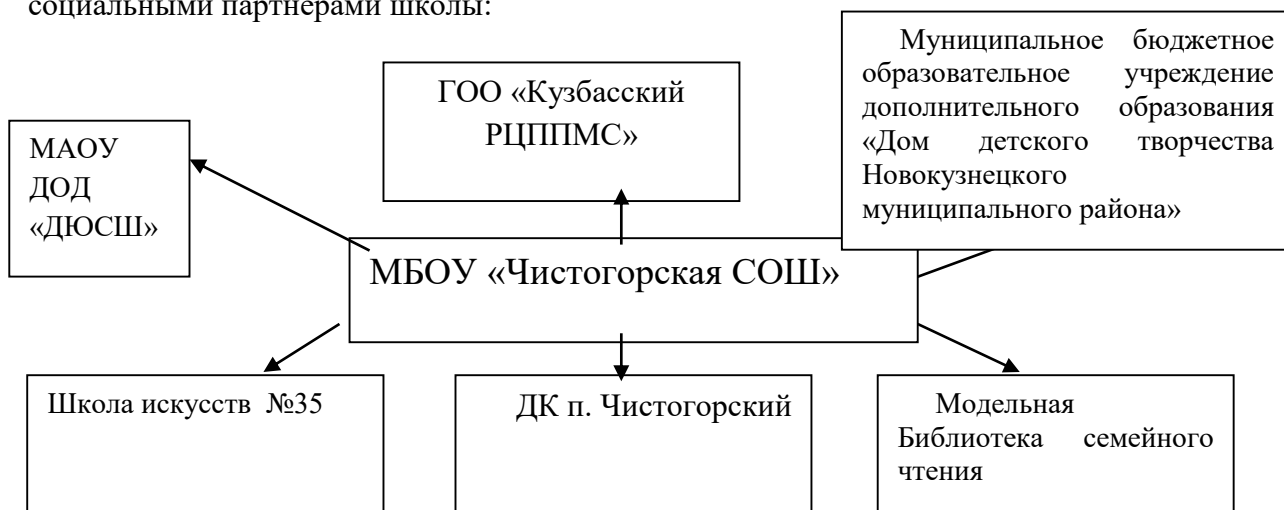 социальными партнерами школы:
ГОО «Кузбасский
РЦППМС»
Муниципальное бюджетное
образовательное учреждение
дополнительного образования
«Дом детского творчества
Новокузнецкого
муниципального района»
МАОУ
ДОД
«ДЮСШ»
МБОУ «Чистогорская СОШ»
Школа искусств №35
ДК п. Чистогорский
Модельная
Библиотека семейного
чтения